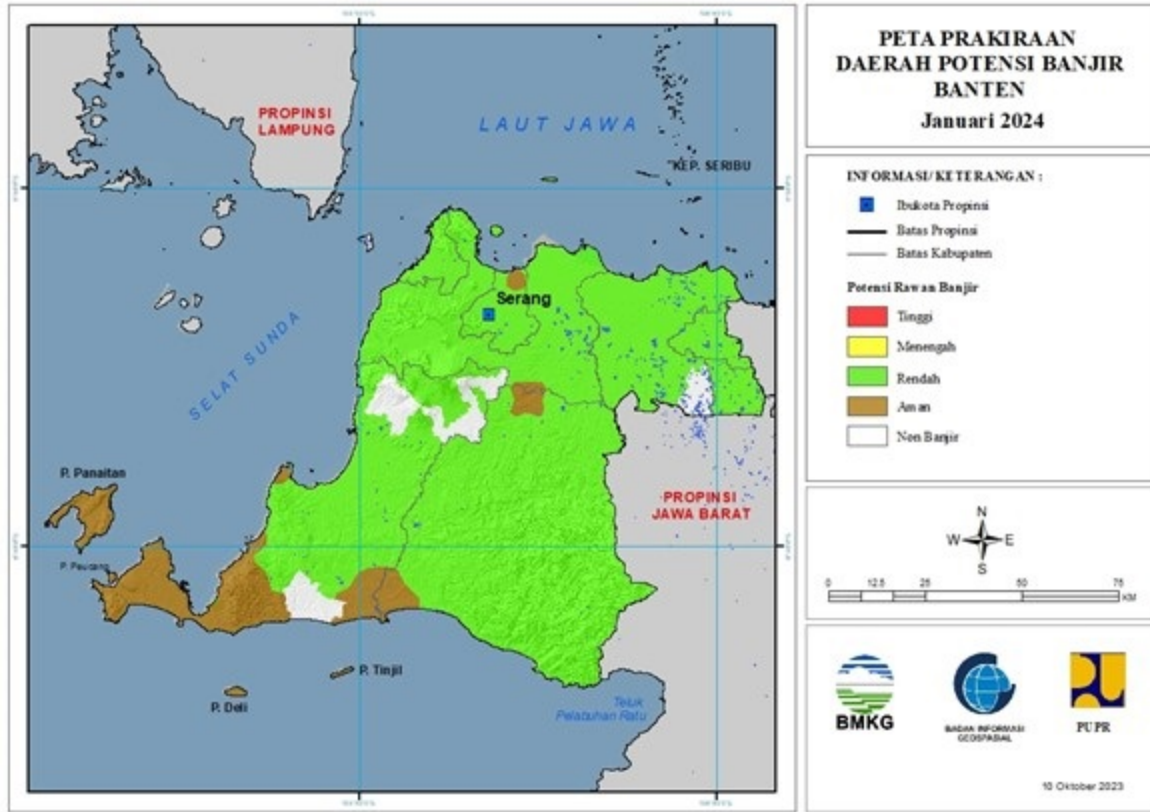 PROPINSI
LAMPUNG
LAUT JAWA
KEP. SERIBU
Serang
SELAT SUNDA
P. Panaitan
PROPINSI
JAWA BARAT
P. Peucang
P. Tinjil
P. Deli
Teluk
Pelabuhan Ratu
PETA PRAKIRAAN
DAERAH POTENSI BANJIR
BANTEN
Januari 2024
INFORMASI/KETERANGAN :
Ibukota Propinsi
Batas Propinsi
Batas Kabupaten
Potensi Rawan Banjir
Tinggi
Menengah
Rendah
Aman
Non Banjir
N
W E
S
0 12.5 25 50 75
KM
BMKG
BADAN INFORMASI
GEOSPASIAL
PU
PUPR
10 Oktober 2023